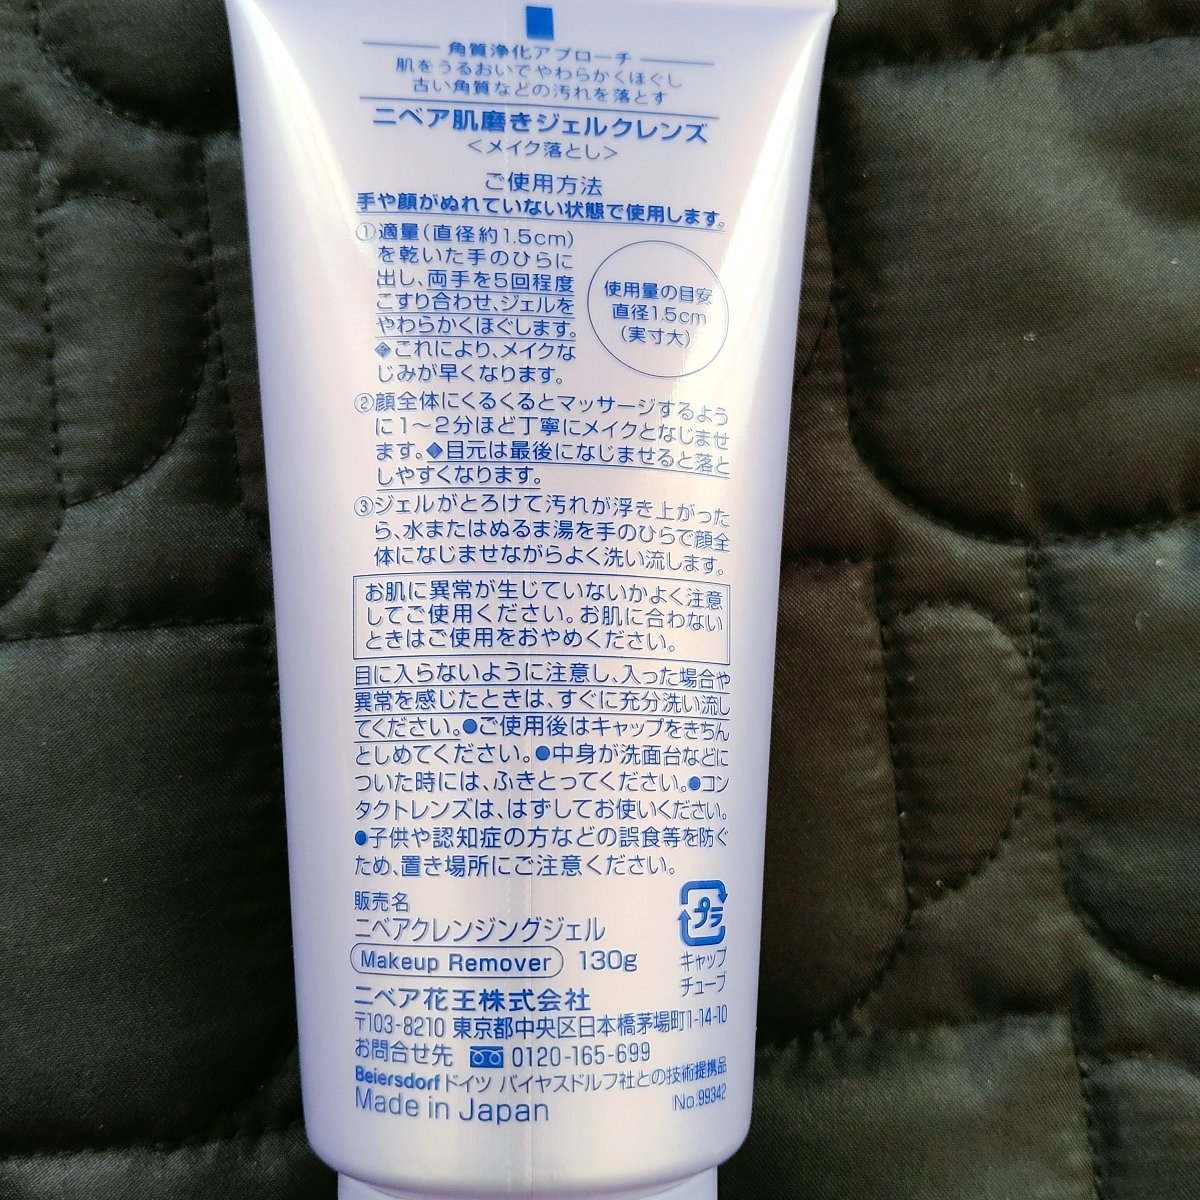 角質浄化アプローチ
肌をうるおいでやわらかくほぐし
古い角質などの汚れを落とす
ニベア肌磨きジェルクレンズ
<メイク落とし>
ご使用方法
手や顔がぬれていない状態で使用します。
①適量(直径約1.5cm)
を乾いた手のひらに
出し、両手を5回程度
こすり合わせ、ジェルを
やわらかくほぐします。
◆これにより、メイクな
じみが早くなります。
使用量の目安
直径1.5cm
(実寸大)
②顔全体にくるくるとマッサージするよう
に1〜2分ほど丁寧にメイクとなじませ
ます。◆目元は最後になじませると落と
しやすくなります。
③ジェルがとろけて汚れが浮き上がった
ら、水またはぬるま湯を手のひらで顔全
体になじませながらよく洗い流します。
お肌に異常が生じていないかよく注意
してご使用ください。お肌に合わない
ときはご使用をおやめください。
目に入らないように注意し、入った場合や
異常を感じたときは、すぐに充分洗い流し
てください。●ご使用後はキャップをきちん
としめてください。●中身が洗面台などに
ついた時には、ふきとってください。●コン
タクトレンズは、はずしてお使いください。
●子供や認知症の方などの誤食等を防ぐ
ため、置き場所にご注意ください。
販売名
ニベアクレンジングジェル
Makeup Remover 130g
プラ
キャップ
チューブ
ニベア花王株式会社
〒103-8210 東京都中央区日本橋茅場町1-14-10
お問合せ先 0120-165-699
Beiersdorfドイツ バイヤスドルフ社との技術提携品
Made in Japan
No.99342